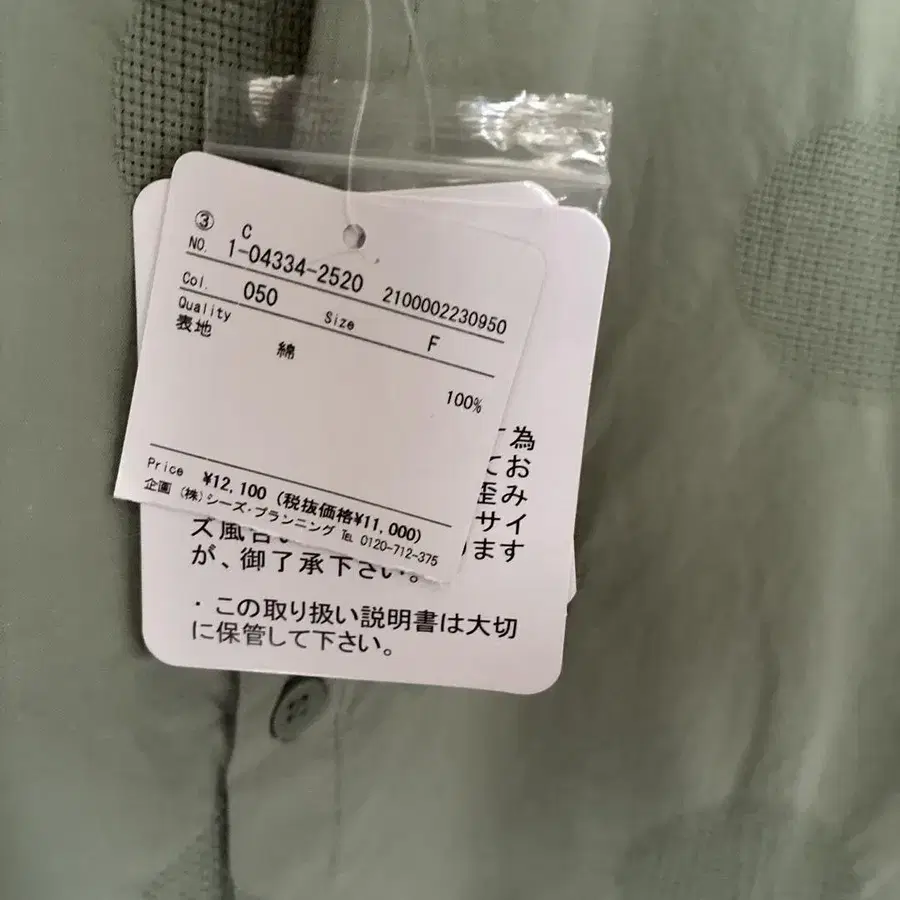 ③ C
NO. 1-04334-2520 2100002230950
Col. 050 Size F
Quality
表地 綿
100%
Price ¥12,100 (税抜価格¥11,000)
企画 (株)シーズ・プランニング ℡ 0120-712-375
為
てお
歪み
サイ
ズ風合い ります
が、御了承下さい。
・この取り扱い説明書は大切
に保管して下さい。